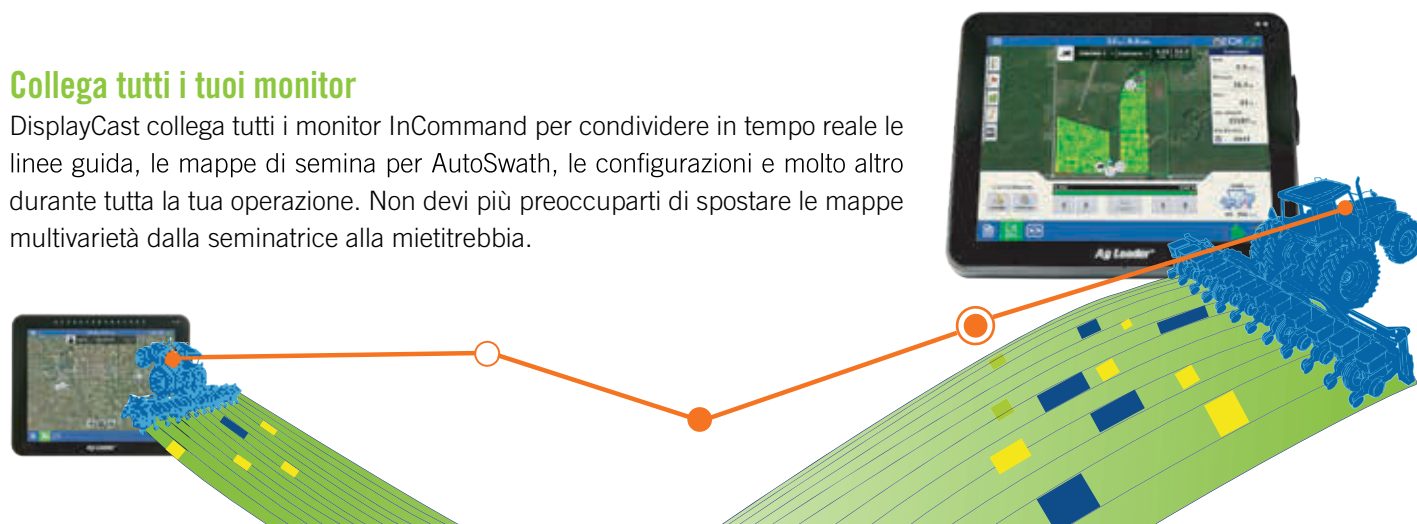 Collega tutti i tuoi monitor
DisplayCast collega tutti i monitor InCommand per condividere in tempo reale le
linee guida, le mappe di semina per AutoSwath, le configurazioni e molto altro
durante tutta la tua operazione. Non devi più preoccuparti di spostare le mappe
multivarietà dalla seminatrice alla mietitrebbia.
Ag Leader
Ag Leader